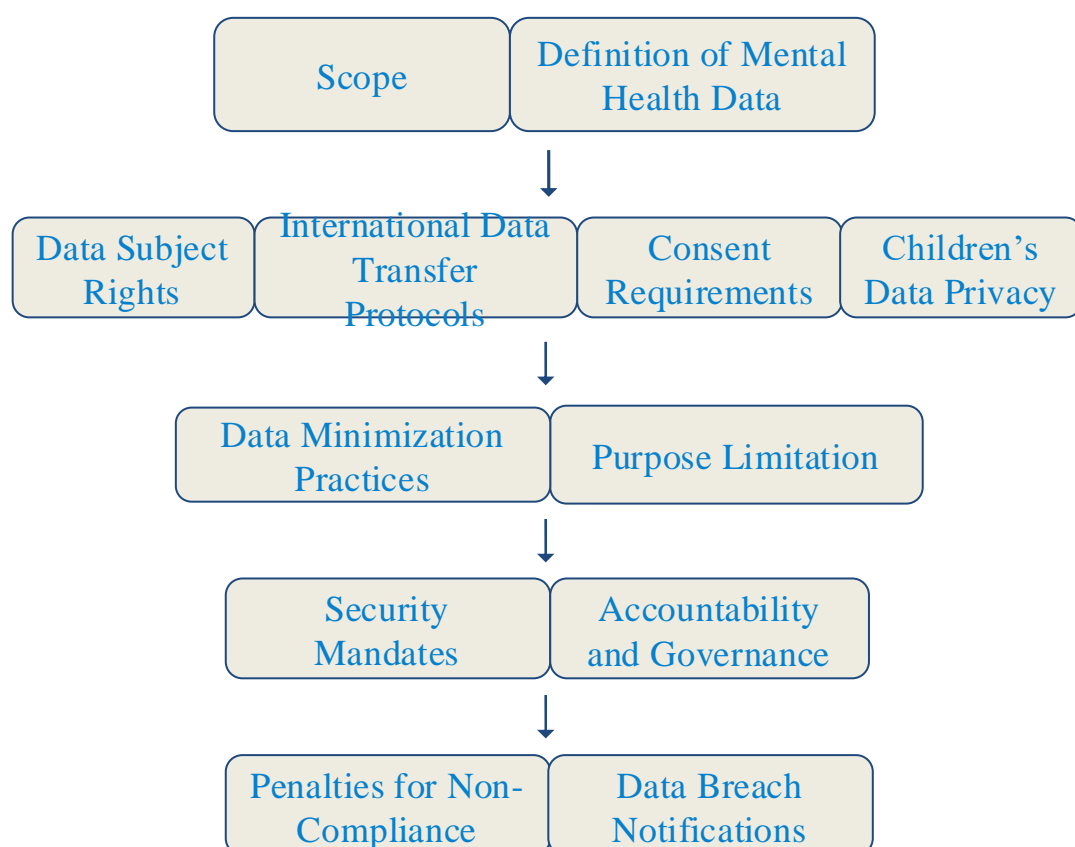 Scope
Definition of Mental
Health Data
Data Subject
Rights
International Data
Transfer
Protocols
Consent
Requirements
Children’s
Data Privacy
Data Minimization
Practices
Purpose Limitation
Security
Mandates
Accountability
and Governance
Penalties for Non-
Compliance
Data Breach
Notifications